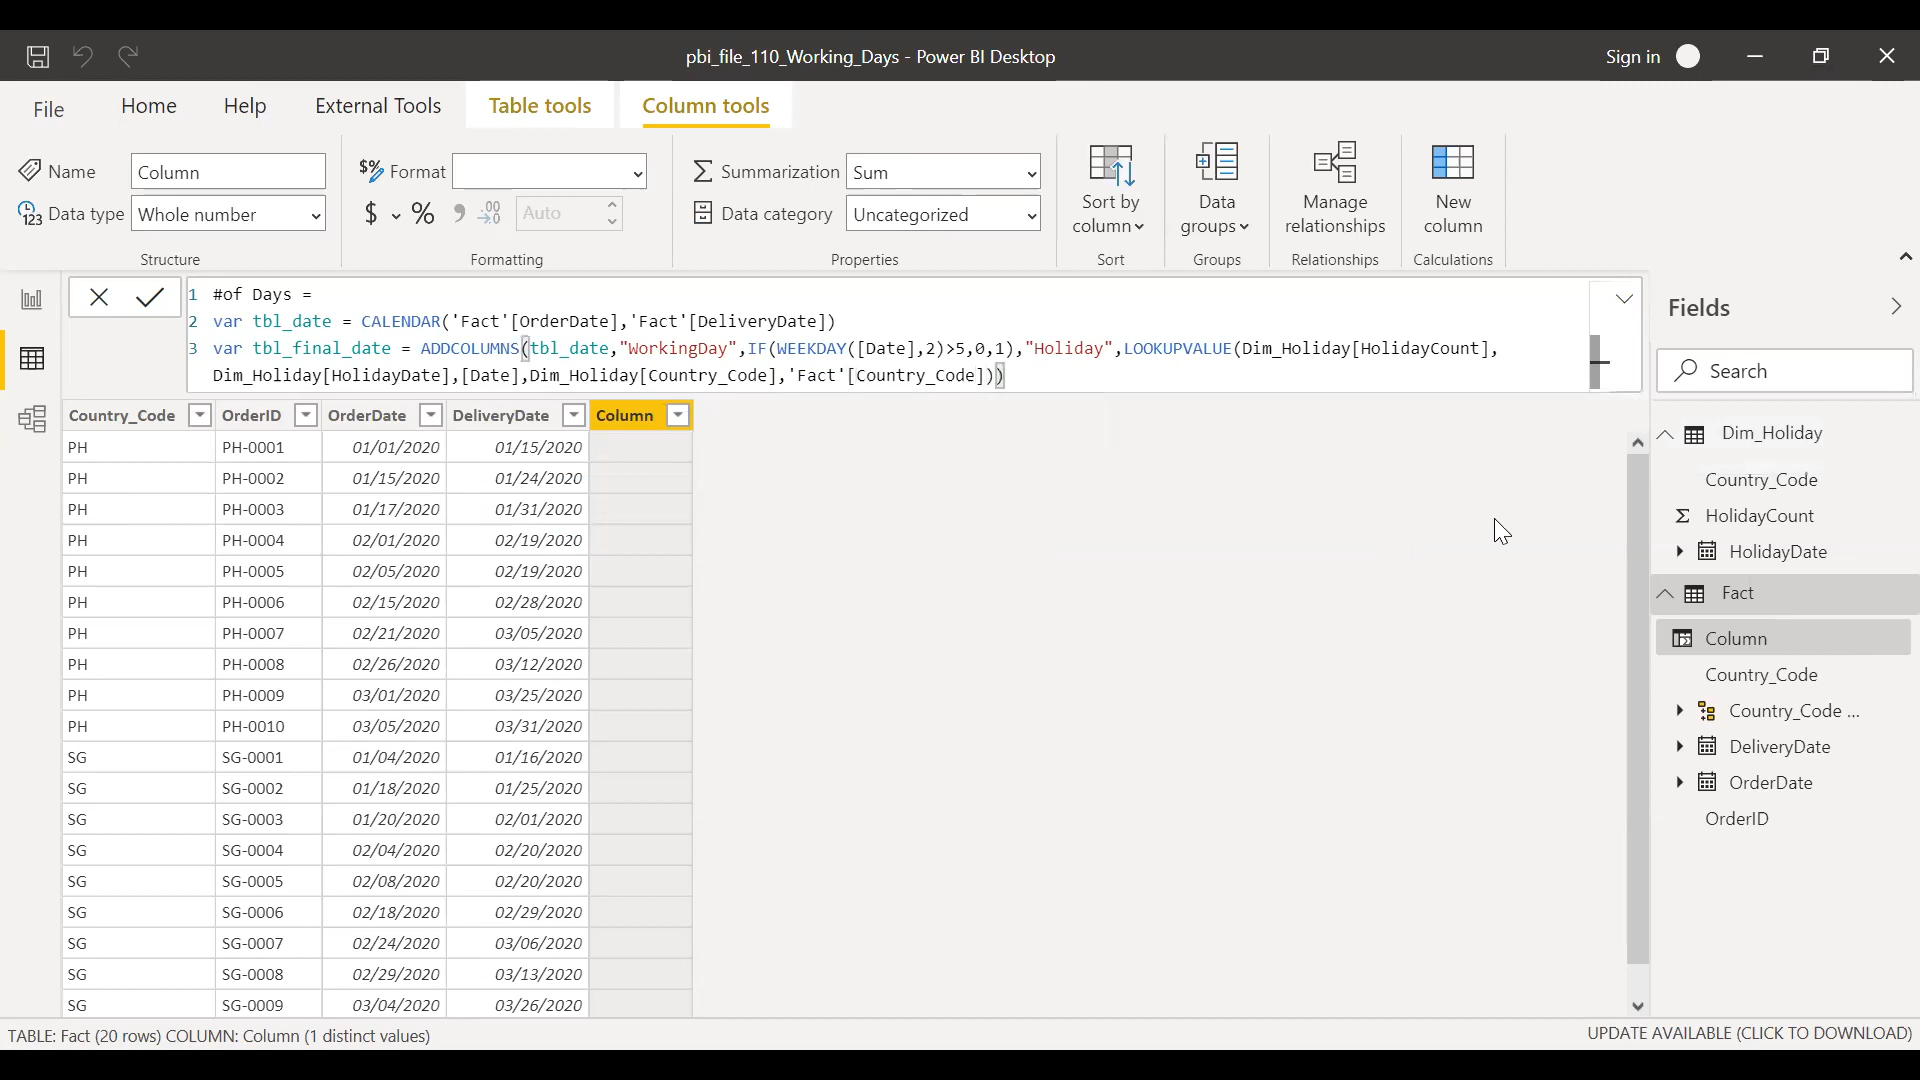 pbi_file_110_Working_Days - Power BI Desktop
Sign in
File Home Help External Tools Table tools Column tools
Name Column
Data type Whole number
Structure
$% Format
$ % 9 .00 Auto
Formatting
Summarization Sum
Data category Uncategorized
Properties
Sort by
column
Sort
Data
groups
Groups
Manage
relationships
Relationships
New
column
Calculations
1 #of Days =
2 var tbl_date = CALENDAR('Fact'[OrderDate],'Fact'[DeliveryDate])
3 var tbl_final_date = ADDCOLUMNS(tbl_date,"WorkingDay",IF(WEEKDAY([Date],2)>5,0,1),"Holiday",LOOKUPVALUE(Dim_Holiday[HolidayCount],
Dim_Holiday[HolidayDate],[Date],Dim_Holiday[Country_Code],'Fact'[Country_Code]))
Country_Code OrderID OrderDate DeliveryDate Column
PH PH-0001 01/01/2020 01/15/2020
PH PH-0002 01/15/2020 01/24/2020
PH PH-0003 01/17/2020 01/31/2020
PH PH-0004 02/01/2020 02/19/2020
PH PH-0005 02/05/2020 02/19/2020
PH PH-0006 02/15/2020 02/28/2020
PH PH-0007 02/21/2020 03/05/2020
PH PH-0008 02/26/2020 03/12/2020
PH PH-0009 03/01/2020 03/25/2020
PH PH-0010 03/05/2020 03/31/2020
SG SG-0001 01/04/2020 01/16/2020
SG SG-0002 01/18/2020 01/25/2020
SG SG-0003 01/20/2020 02/01/2020
SG SG-0004 02/04/2020 02/20/2020
SG SG-0005 02/08/2020 02/20/2020
SG SG-0006 02/18/2020 02/29/2020
SG SG-0007 02/24/2020 03/06/2020
SG SG-0008 02/29/2020 03/13/2020
SG SG-0009 03/04/2020 03/26/2020
Fields
Search
Dim_Holiday
Country_Code
HolidayCount
HolidayDate
Fact
Column
Country_Code
Country_Code ...
DeliveryDate
OrderDate
OrderID
TABLE: Fact (20 rows) COLUMN: Column (1 distinct values)
UPDATE AVAILABLE (CLICK TO DOWNLOAD)